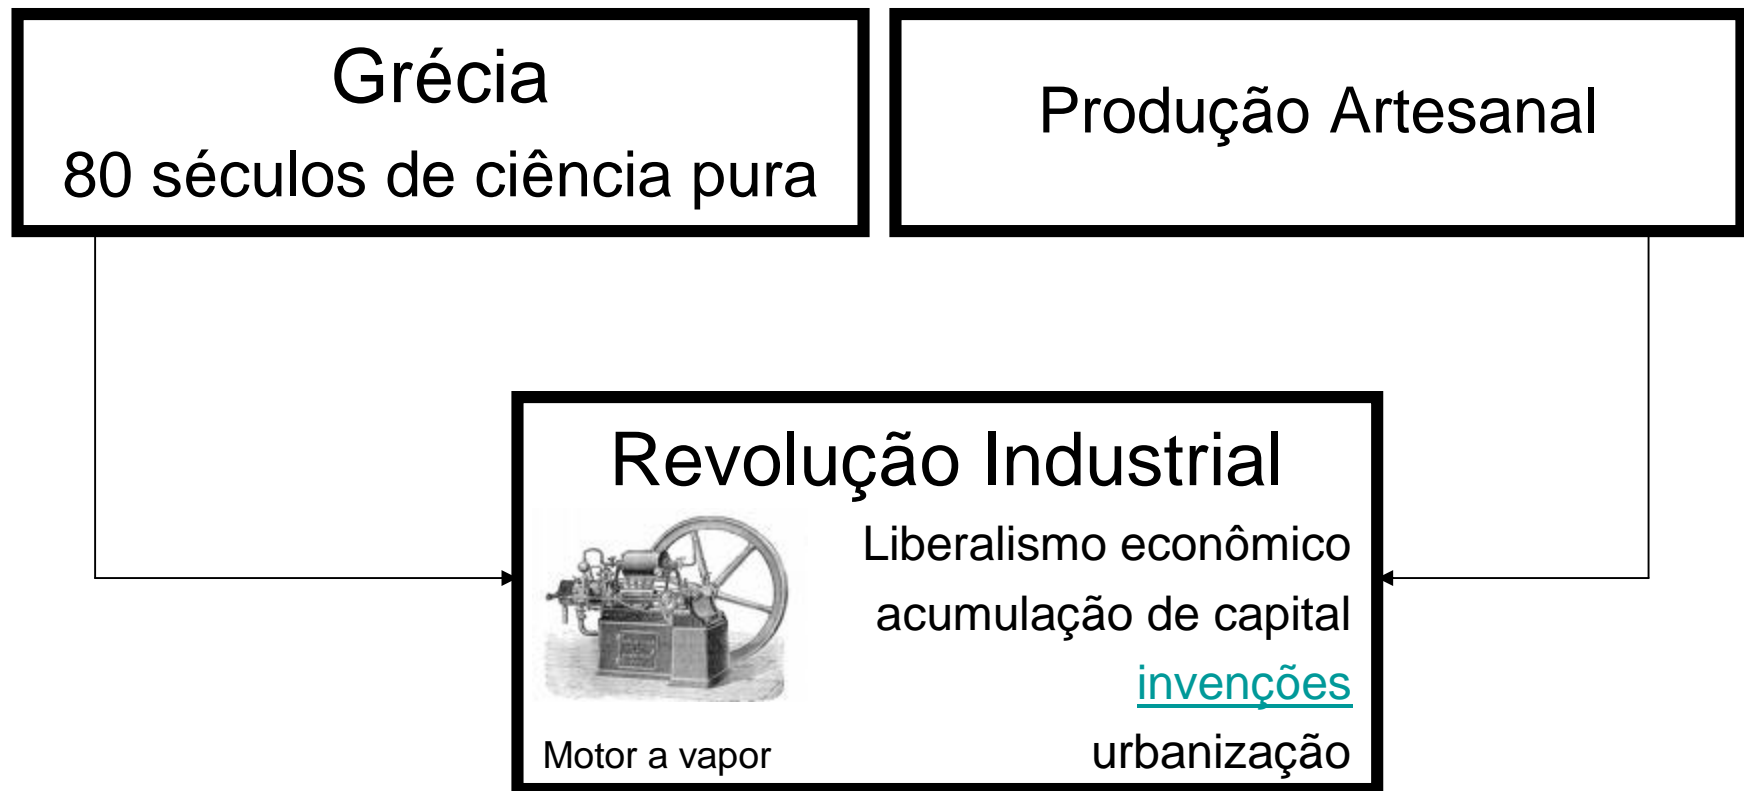 Grécia
80 séculos de ciência pura
Produção Artesanal
Revolução Industrial
Liberalismo econômico
acumulação de capital
invenções
urbanização
Motor a vapor